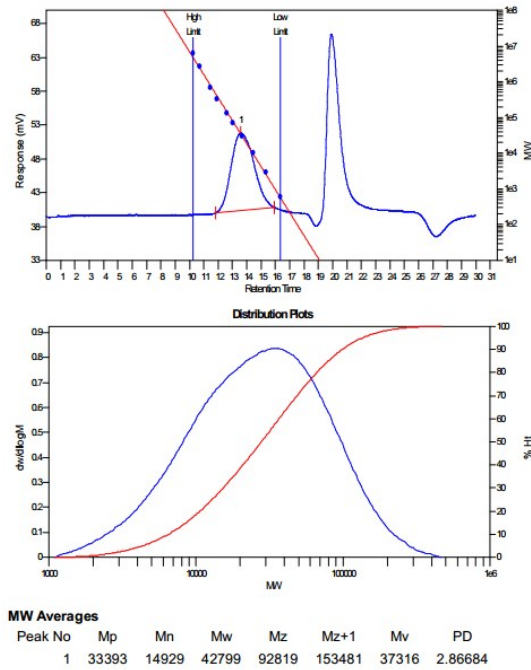 High
Limit
Low
Limit
68
63
58
53
48
43
38
33
Response (mV)
1
1e8
1e7
1e6
1e5
1e4
1e3
1e2
1e1
MW
0 1 2 3 4 5 6 7 8 9 10 11 12 13 14 15 16 17 18 19 20 21 22 23 24 25 26 27 28 29 30 31
Retention Time
Distribution Plots
0.9
0.8
0.7
0.6
0.5
0.4
0.3
0.2
0.1
0
dw/dlogM
100
90
80
70
60
50
40
30
20
10
0
% Ht
1000 10000 100000 1e6
MW
MW Averages
Peak No Mp Mn Mw Mz Mz+1 Mv PD
1 33393 14929 42799 92819 153481 37316 2.86684